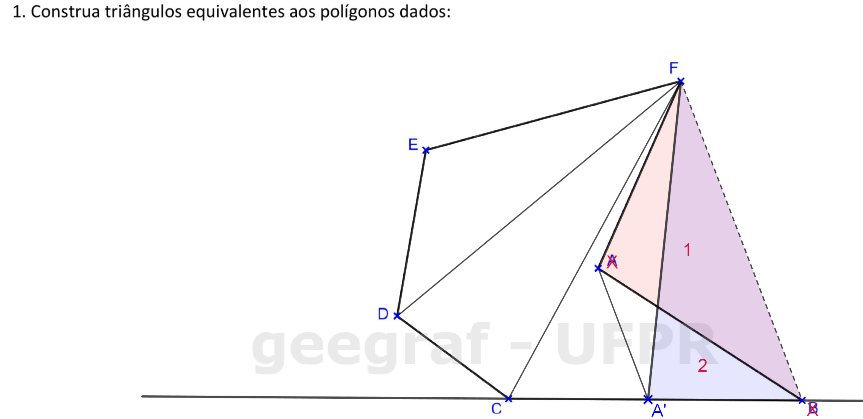 1. Construa triângulos equivalentes aos polígonos dados:
F
E
1
A
D
geegraf - UFPR
2
C
A'
B